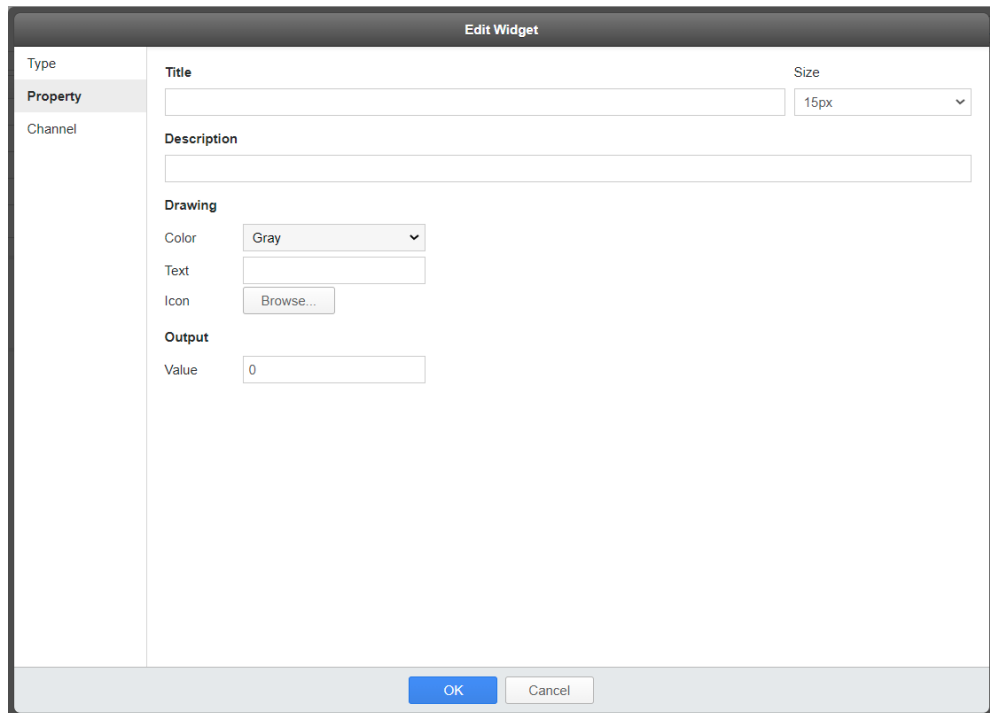 Edit Widget
Type
Property
Channel
Title
Size
15px
Description
Drawing
Color
Gray
Text
Icon
Browse...
Output
Value
0
OK
Cancel